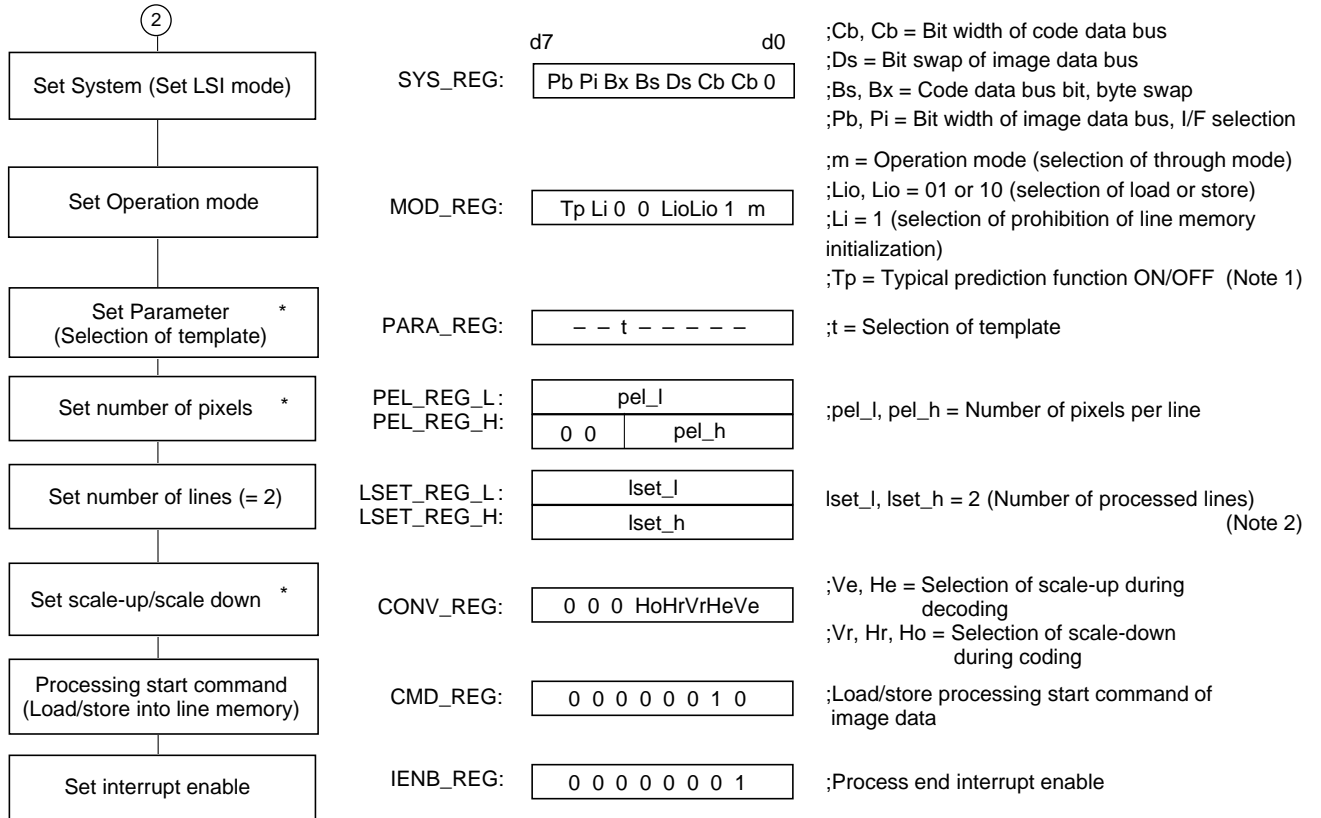 2
d7 d0
Set System (Set LSI mode)
SYS_REG:
Pb Pi Bx Bs Ds Cb Cb 0
;Cb, Cb = Bit width of code data bus
;Ds = Bit swap of image data bus
;Bs, Bx = Code data bus bit, byte swap
;Pb, Pi = Bit width of image data bus, I/F selection
Set Operation mode
MOD_REG:
Tp Li 0 0 LioLio 1 m
;m = Operation mode (selection of through mode)
;Lio, Lio = 01 or 10 (selection of load or store)
;Li = 1 (selection of prohibition of line memory
initialization)
;Tp = Typical prediction function ON/OFF (Note 1)
Set Parameter *
(Selection of template)
PARA_REG:
– – t – – – – –
;t = Selection of template
Set number of pixels *
PEL_REG_L:
PEL_REG_H:
pel_l
0 0 pel_h
;pel_l, pel_h = Number of pixels per line
Set number of lines (= 2)
LSET_REG_L:
LSET_REG_H:
lset_l
lset_h
lset_l, lset_h = 2 (Number of processed lines)
(Note 2)
Set scale-up/scale down *
CONV_REG:
0 0 0 HoHrVrHeVe
;Ve, He = Selection of scale-up during
decoding
;Vr, Hr, Ho = Selection of scale-down
during coding
Processing start command
(Load/store into line memory)
CMD_REG:
0 0 0 0 0 0 1 0
;Load/store processing start command of
image data
Set interrupt enable
IENB_REG:
0 0 0 0 0 0 0 1
;Process end interrupt enable